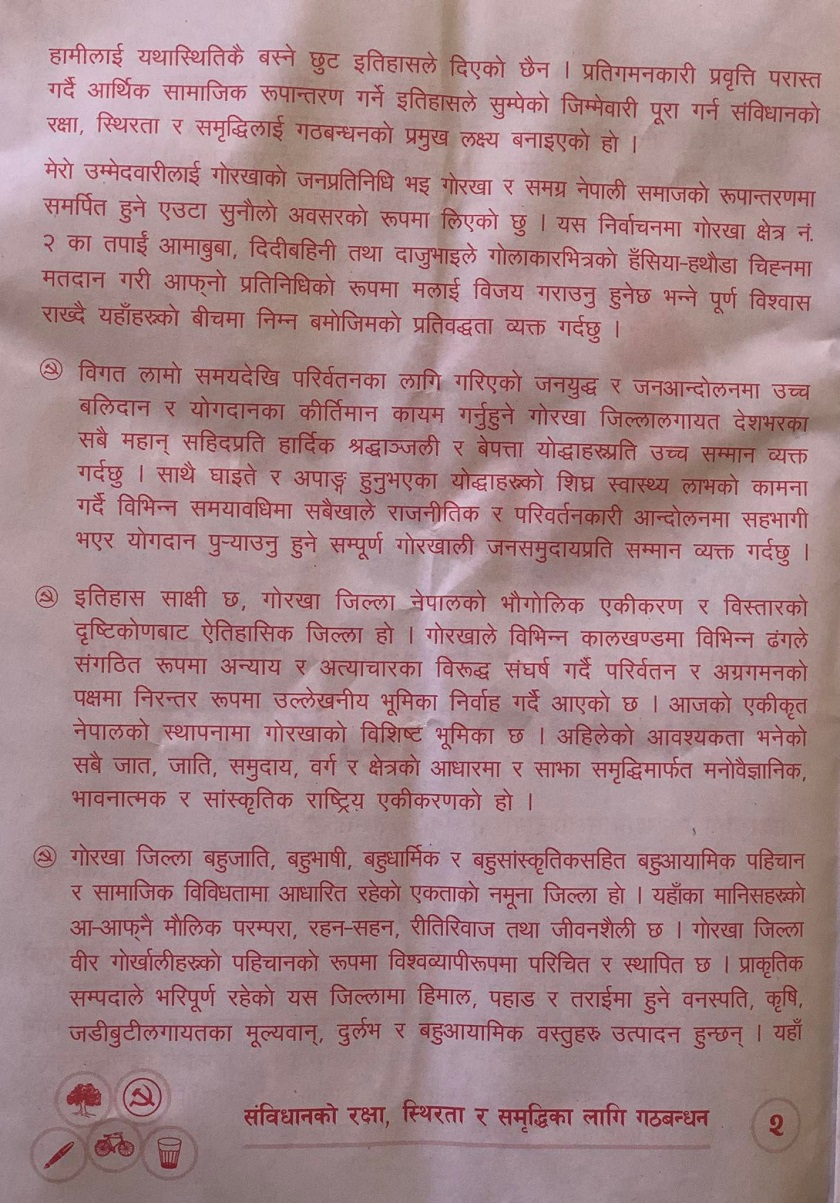 हामीलाई यथास्थितिकै बस्ने छुट इतिहासले दिएको छैन । प्रतिगमनकारी प्रवृत्ति परास्त
गर्दै आर्थिक सामाजिक रूपान्तरण गर्ने इतिहासले सुम्पेको जिम्मेवारी पूरा गर्न संविधानको
रक्षा, स्थिरता र समृद्धिलाई गठबन्धनको प्रमुख लक्ष्य बनाइएको हो ।
मेरो उम्मेदवारीलाई गोरखाको जनप्रतिनिधि भइ गोरखा र समग्र नेपाली समाजको रूपान्तरणमा
समर्पित हुने एउटा सुनौलो अवसरको रूपमा लिएको छु । यस निर्वाचनमा गोरखा क्षेत्र नं.
२ का तपाईं आमाबुबा, दिदीबहिनी तथा दाजुभाइले गोलाकारभित्रको हँसिया-हथौडा चिह्नमा
मतदान गरी आफ्नो प्रतिनिधिको रूपमा मलाई विजय गराउनु हुनेछ भन्ने पूर्ण विश्वास
राख्दै यहाँहरूको बीचमा निम्न बमोजिमको प्रतिवद्धता व्यक्त गर्दछु ।
विगत लामो समयदेखि परिर्वतनका लागि गरिएको जनयुद्ध र जनआन्दोलनमा उच्च
बलिदान र योगदानका कीर्तिमान कायम गर्नुहुने गोरखा जिल्लालगायत देशभरका
सबै महान् सहिदप्रति हार्दिक श्रद्धाञ्जली र बेपत्ता योद्धाहरूप्रति उच्च सम्मान व्यक्त
गर्दछु । साथै घाइते र अपाङ्ग हुनुभएका योद्धाहरूको शिघ्र स्वास्थ्य लाभको कामना
गर्दै विभिन्न समयावधिमा सबैखाले राजनीतिक र परिवर्तनकारी आन्दोलनमा सहभागी
भएर योगदान पुऱ्याउनु हुने सम्पूर्ण गोरखाली जनसमुदायप्रति सम्मान व्यक्त गर्दछु ।
इतिहास साक्षी छ, गोरखा जिल्ला नेपालको भौगोलिक एकीकरण र विस्तारको
दृष्टिकोणबाट ऐतिहासिक जिल्ला हो । गोरखाले विभिन्न कालखण्डमा विभिन्न ढंगले
संगठित रूपमा अन्याय र अत्याचारका विरूद्ध संघर्ष गर्दै परिर्वतन र अग्रगमनको
पक्षमा निरन्तर रूपमा उल्लेखनीय भूमिका निर्वाह गर्दै आएको छ । आजको एकीकृत
नेपालको स्थापनामा गोरखाको विशिष्ट भूमिका छ । अहिलेको आवश्यकता भनेको
सबै जात, जाति, समुदाय, वर्ग र क्षेत्रको आधारमा र साझा समृद्धिमार्फत मनोवैज्ञानिक,
भावनात्मक र सांस्कृतिक राष्ट्रिय एकीकरणको हो ।
गोरखा जिल्ला बहुजाति, बहुभाषी, बहुधार्मिक र बहुसांस्कृतिकसहित बहुआयामिक पहिचान
र सामाजिक विविधतामा आधारित रहेको एकताको नमूना जिल्ला हो । यहाँका मानिसहरूको
आ-आफ्नै मौलिक परम्परा, रहन-सहन, रीतिरिवाज तथा जीवनशैली छ । गोरखा जिल्ला
वीर गोर्खालीहरूको पहिचानको रूपमा विश्वव्यापीरूपमा परिचित र स्थापित छ । प्राकृतिक
सम्पदाले भरिपूर्ण रहेको यस जिल्लामा हिमाल, पहाड र तराईमा हुने वनस्पति, कृषि,
जडीबुटीलगायतका मूल्यवान्, दुर्लभ र बहुआयामिक वस्तुहरु उत्पादन हुन्छन् । यहाँ
संविधानको रक्षा, स्थिरता र समृद्धिका लागि गठबन्धन
२